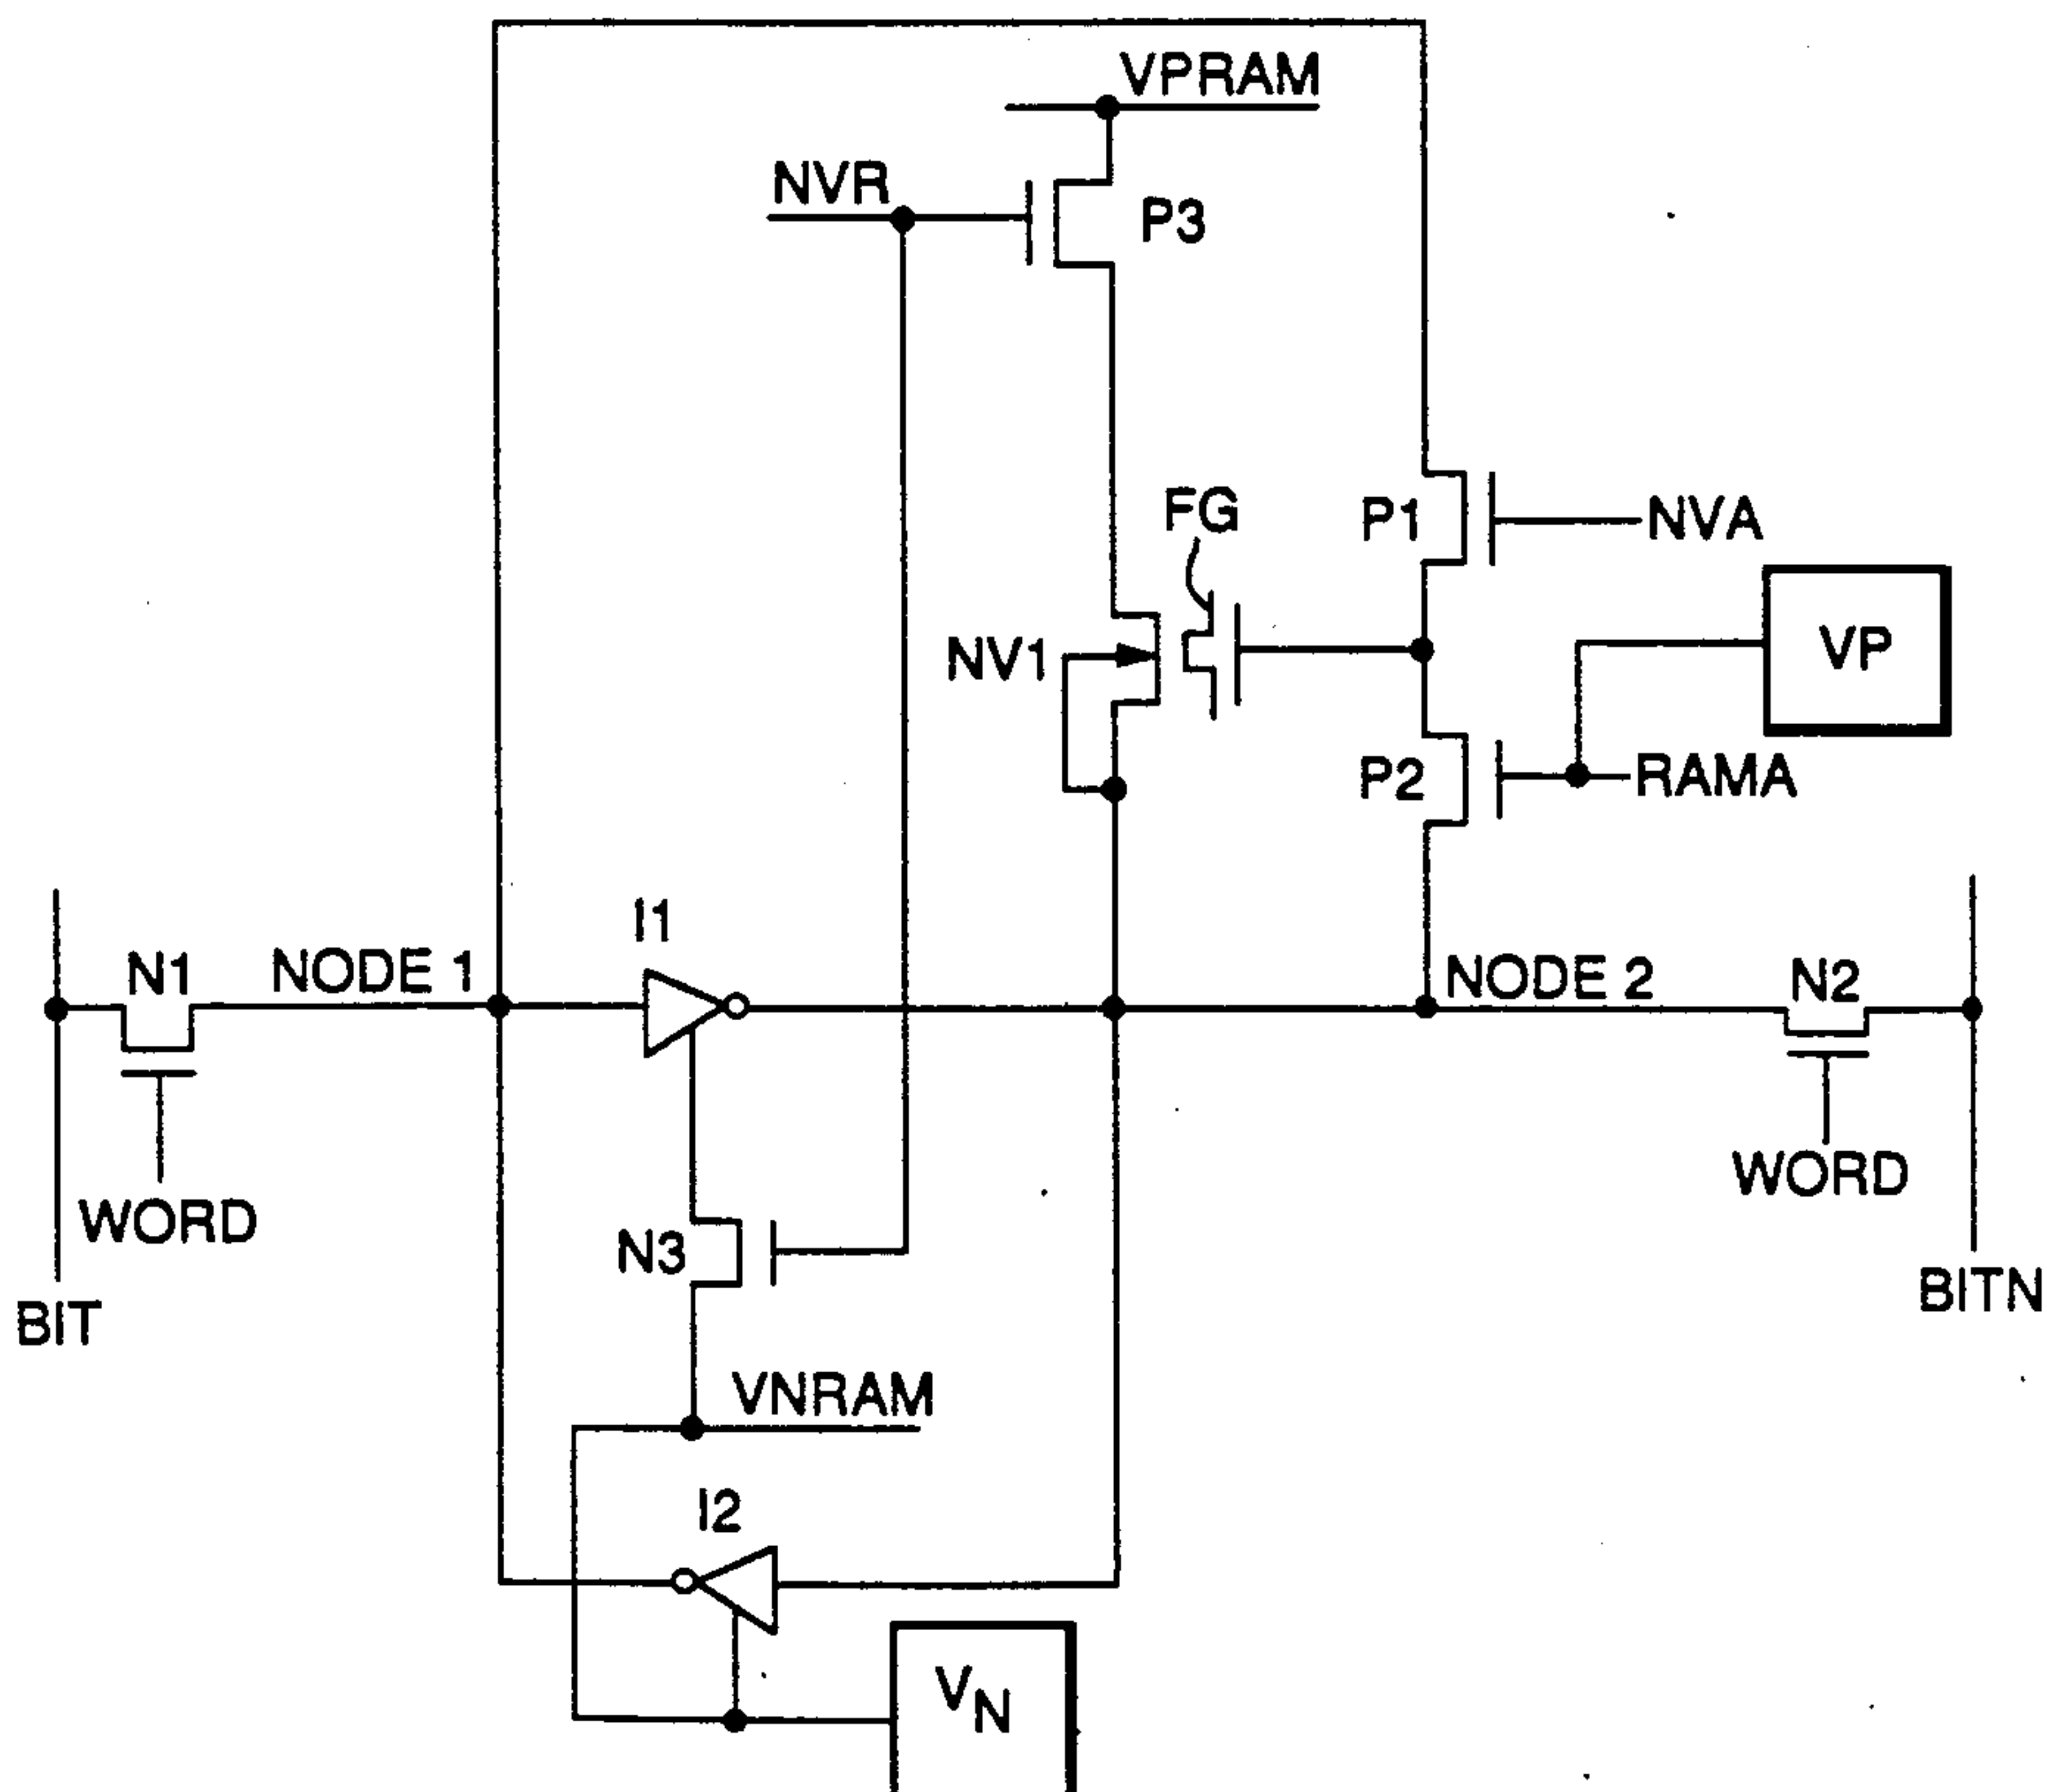 VPRAM
NVR
P3
FG
P1
NVA
NV1
VP
P2
RAMA
I1
N1
NODE 1
NODE 2
N2
WORD
WORD
N3
BIT
BITN
VNRAM
I2
VN